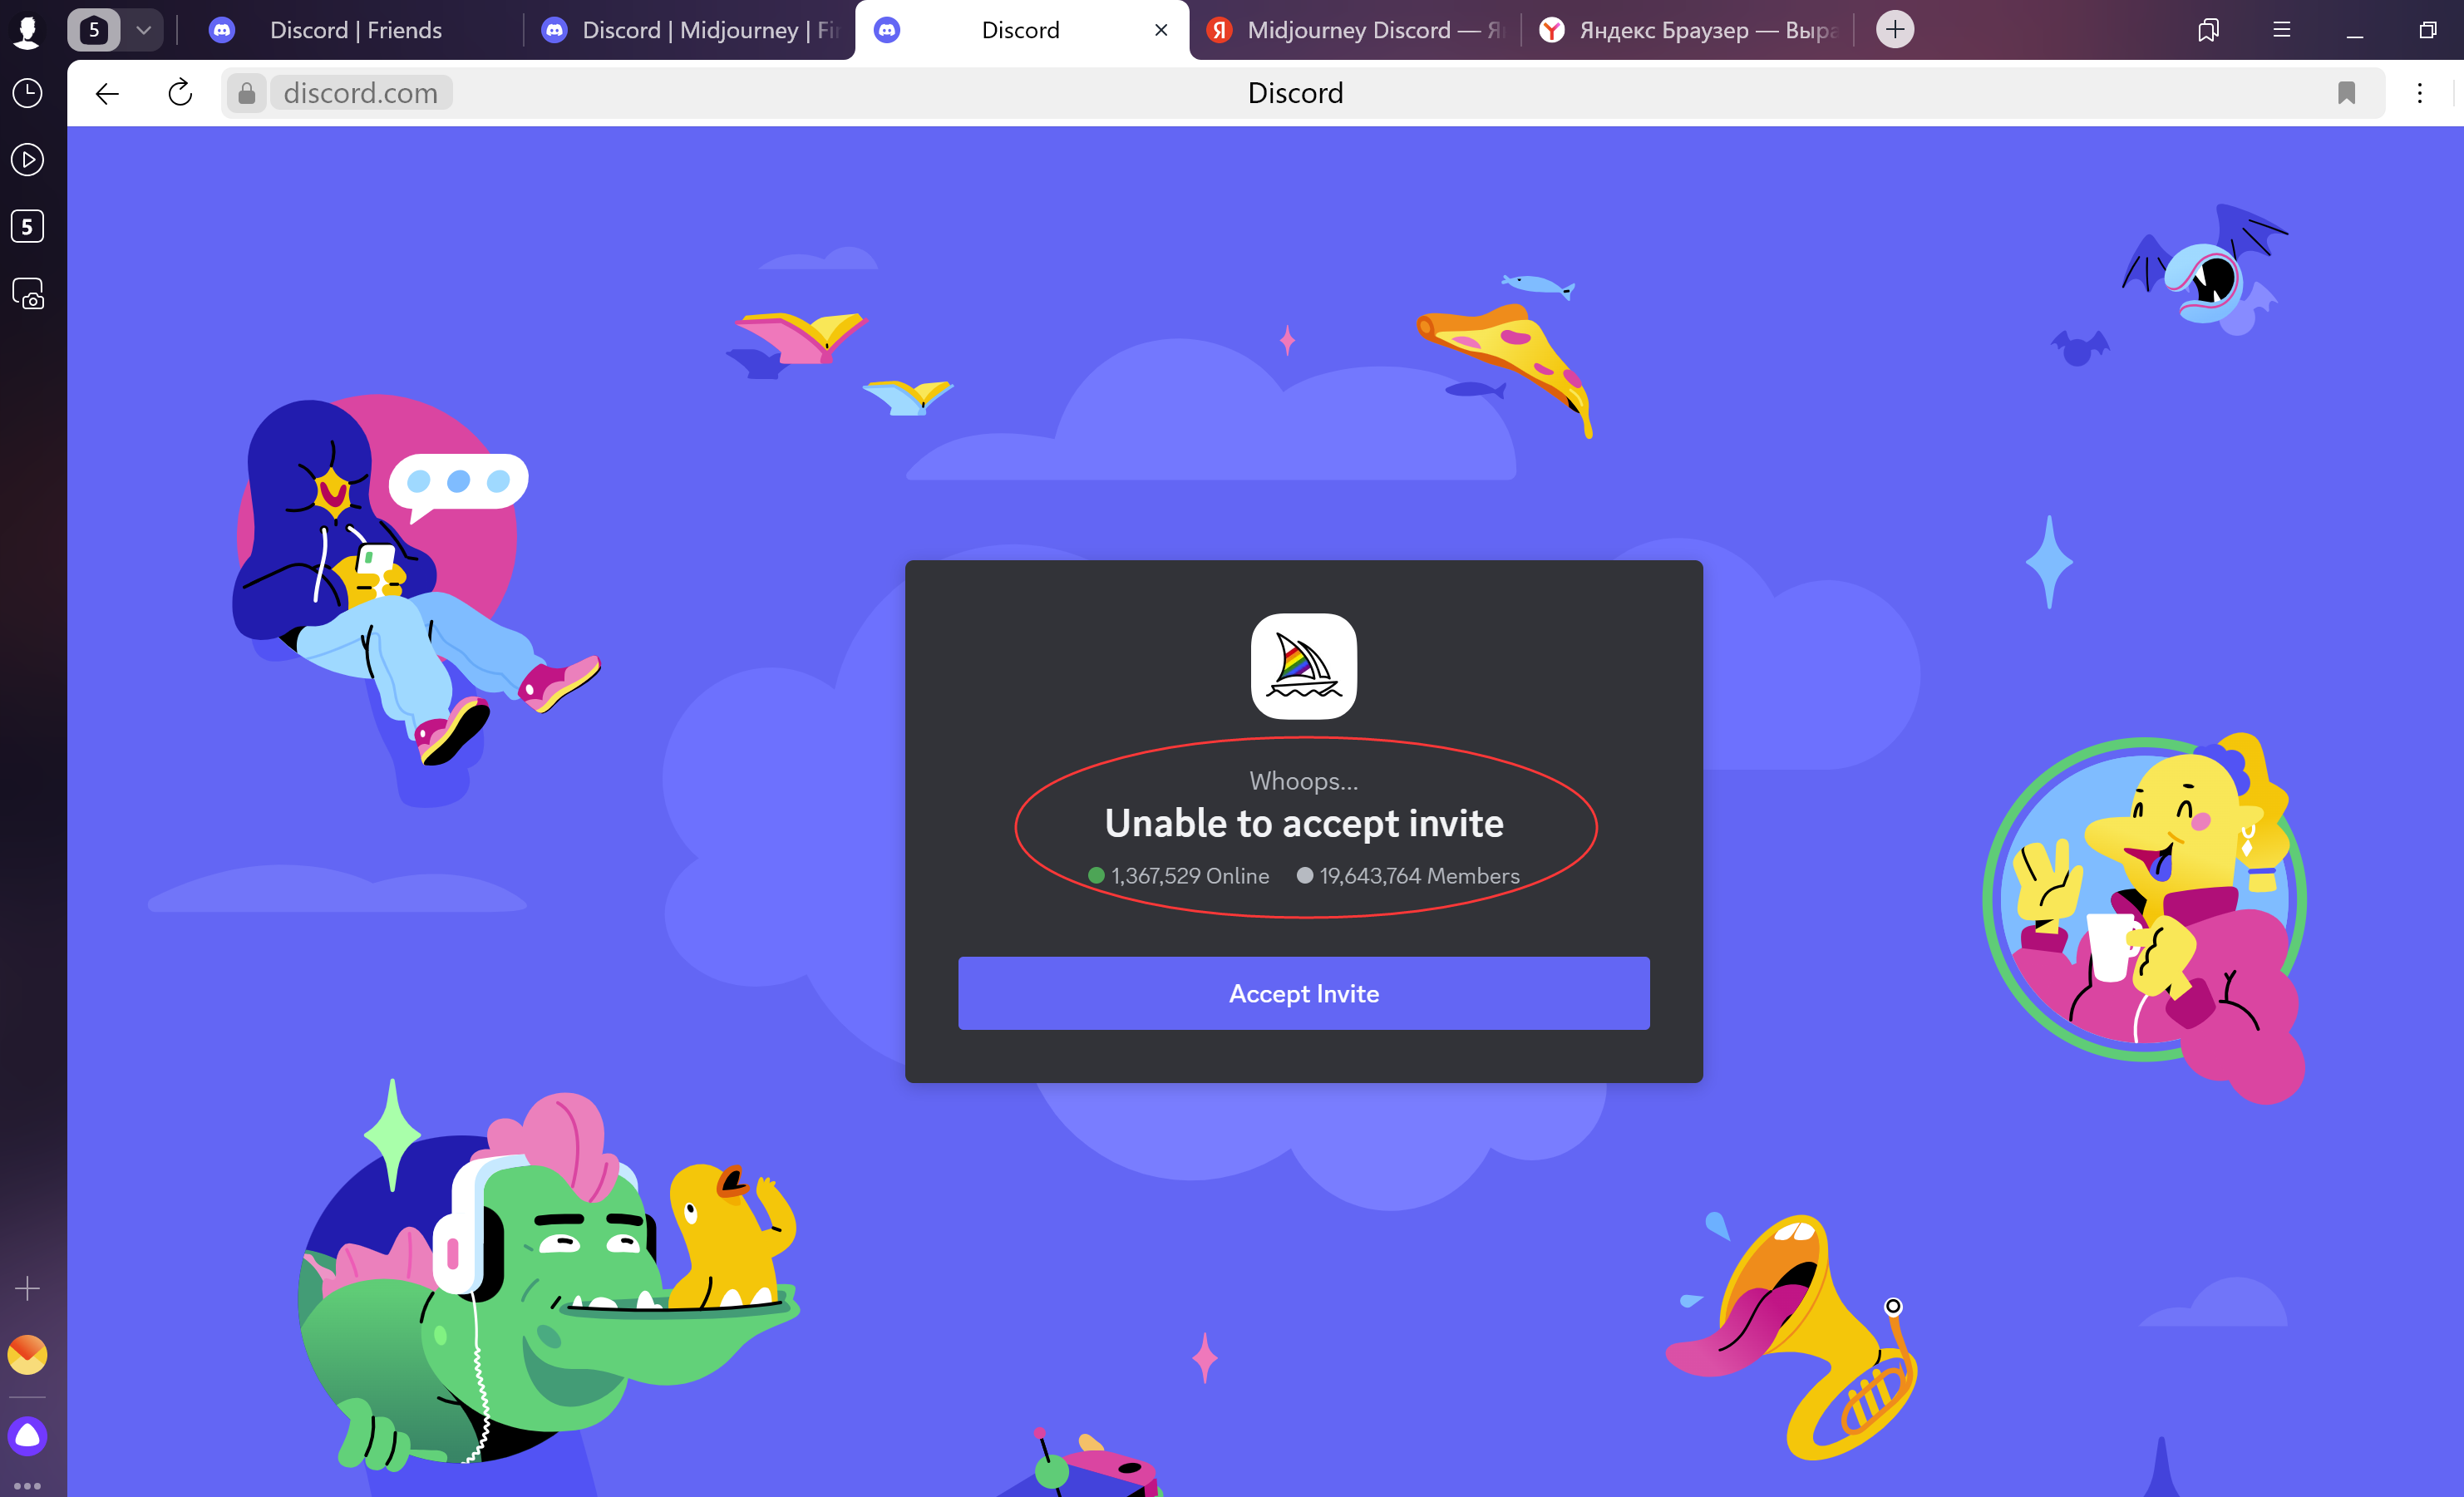 5
Discord | Friends
Discord | Midjourney | Fi
Discord
Midjourney Discord — Я
Яндекс Браузер — Выра
discord.com
Discord
5
Whoops...
Unable to accept invite
1,367,529 Online
19,643,764 Members
Accept Invite